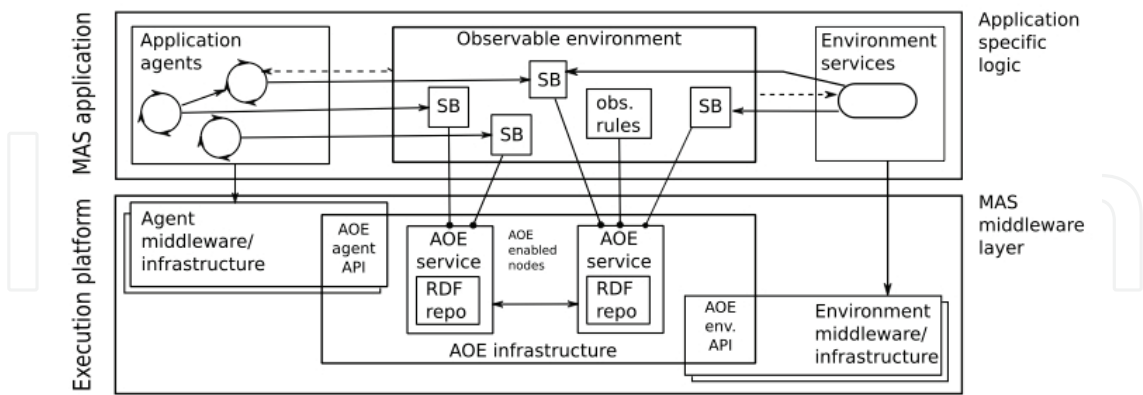 MAS application
Application
agents
Observable environment
SB
SB
SB
obs.
rules
SB
Environment
services
Application
specific
logic
Execution platform
Agent
middleware/
infrastructure
AOE
agent
API
AOE
service
RDF
repo
AOE
enabled
nodes
AOE
service
RDF
repo
AOE infrastructure
AOE
env.
API
Environment
middleware/
infrastructure
MAS
middleware
layer